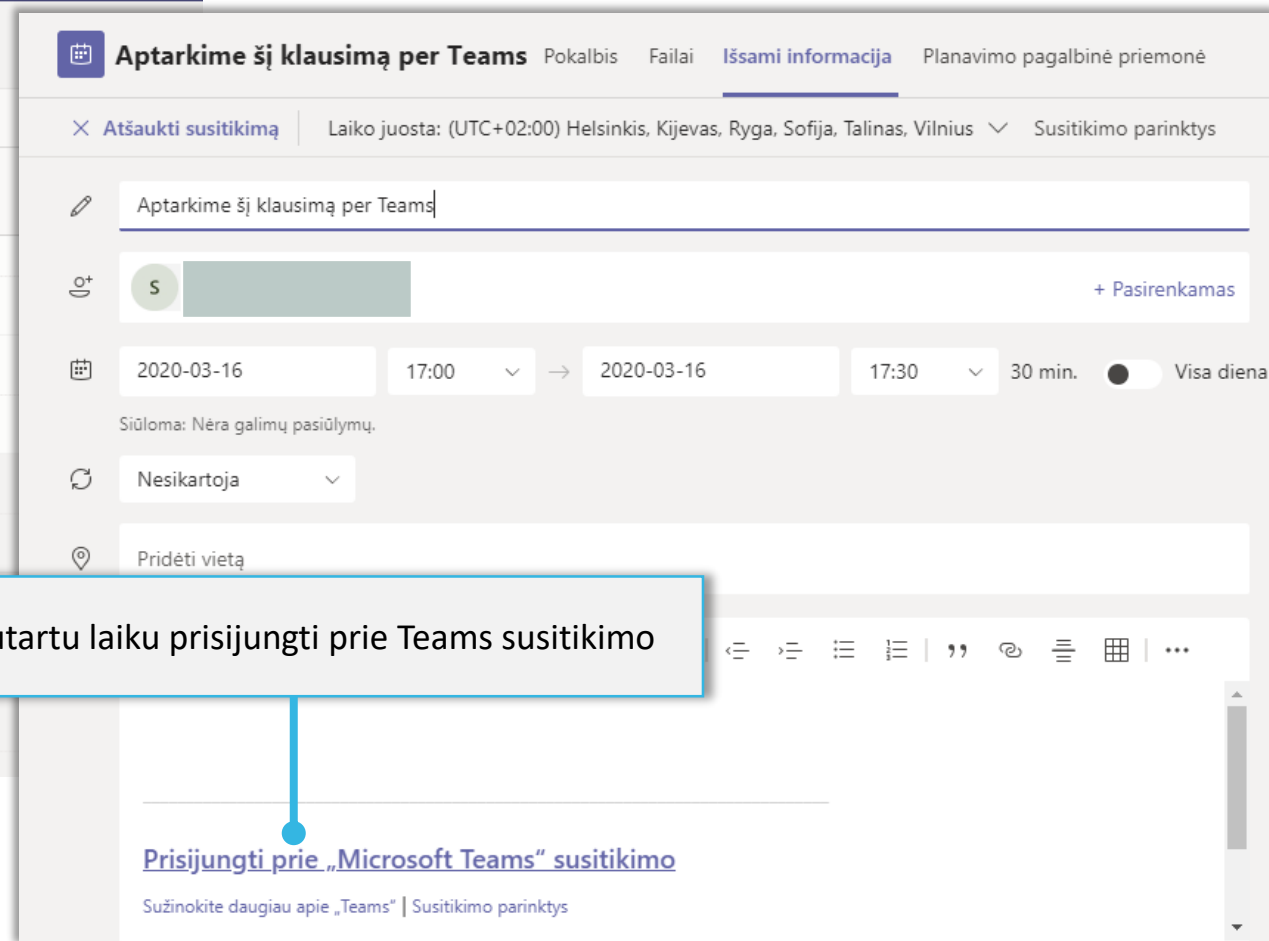 Aptarkime šį klausimą per Teams Pokalbis Failai Išsami informacija Planavimo pagalbinė priemonė
Atšaukti susitikimą Laiko juosta: (UTC+02:00) Helsinkis, Kijevas, Ryga, Sofija, Talinas, Vilnius Susitikimo parinktys
Aptarkime šį klausimą per Teams
S + Pasirenkamas
2020-03-16 17:00 → 2020-03-16 17:30 30 min. Visa diena
Siūloma: Nėra galimų pasiūlymų.
Nesikartoja
Pridėti vietą
laiku prisijungti prie Teams susitikimo
Prisijungti prie „Microsoft Teams“ susitikimo
Sužinokite daugiau apie „Teams“ | Susitikimo parinktys